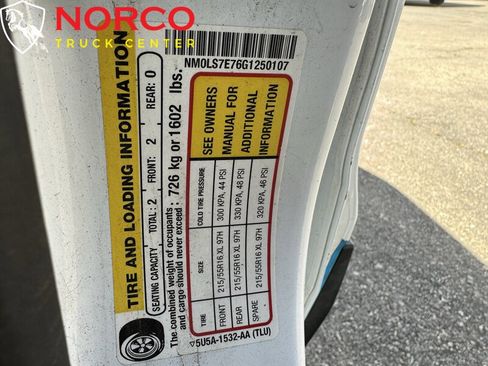 NORCO
TRUCK CENTER
NM0LS7E76G1250107
TIRE AND LOADING INFORMATION
SEATING CAPACITY TOTAL: 2 FRONT: 2 REAR: 0
The combined weight of occupants
and cargo should never exceed : 726 kg or 1602 lbs.
TIRE SIZE COLD TIRE PRESSURE
FRONT 215/55R16 XL 97H 300 KPA, 44 PSI
REAR 215/55R16 XL 97H 330 KPA, 48 PSI
SPARE 215/55R16 XL 97H 320 KPA, 46 PSI
SEE OWNERS
MANUAL FOR
ADDITIONAL
INFORMATION
5U5A-1532-AA (TLU)